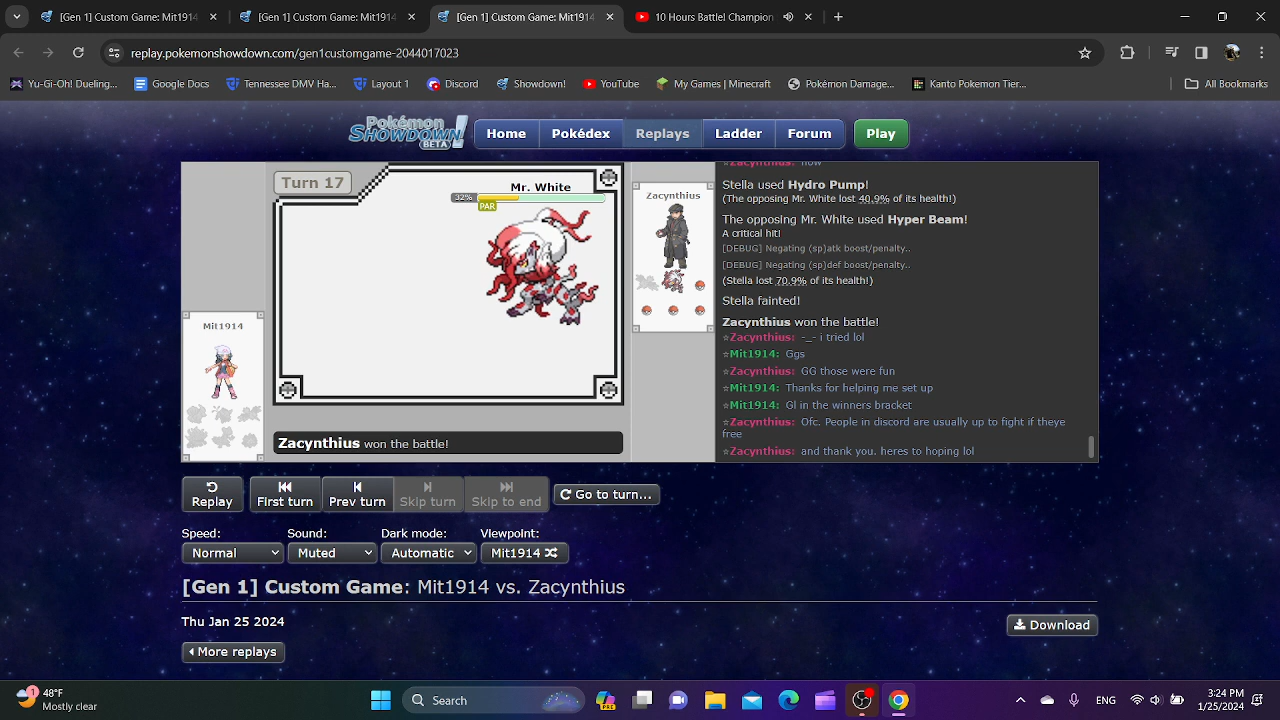 [Gen 1] Custom Game: Mit1914
[Gen 1] Custom Game: Mit1914
[Gen 1] Custom Game: Mit1914
10 Hours Battle! Champion
replay.pokemonshowdown.com/gen1customgame-2044017023
Yu-Gi-Oh! Dueling...
Google Docs
Tennessee DMV Ha...
Layout 1
Discord
Showdown!
YouTube
My Games | Minecraft
Pokémon Damage...
Kanto Pokemon Tier...
All Bookmarks
Pokémon
SHOWDOWN!
BETA
Home
Pokédex
Replays
Ladder
Forum
Play
Turn 17
Mr. White
32%
PAR
Mit1914
Zacynthius
Zacynthius won the battle!
☆Zacynthius: now
Stella used Hydro Pump!
(The opposing Mr. White lost 40.9% of its health!)
The opposing Mr. White used Hyper Beam!
A critical hit!
[DEBUG] Negating (sp)atk boost/penalty..
[DEBUG] Negating (sp)def boost/penalty..
(Stella lost 70.9% of its health!)
Stella fainted!
Zacynthius won the battle!
☆Zacynthius: -_- i tried lol
☆Mit1914: Ggs
☆Zacynthius: GG those were fun
☆Mit1914: Thanks for helping me set up
☆Mit1914: Gl in the winners bracket
☆Zacynthius: Ofc. People in discord are usually up to fight if theye
free
☆Zacynthius: and thank you. heres to hoping lol
Replay
First turn
Prev turn
Skip turn
Skip to end
Go to turn...
Speed:
Sound:
Dark mode:
Viewpoint:
Normal
Muted
Automatic
Mit1914
[Gen 1] Custom Game: Mit1914 vs. Zacynthius
Thu Jan 25 2024
Download
More replays
1
48°F
Mostly clear
Search
PRE
ENG
3:24 PM
1/25/2024